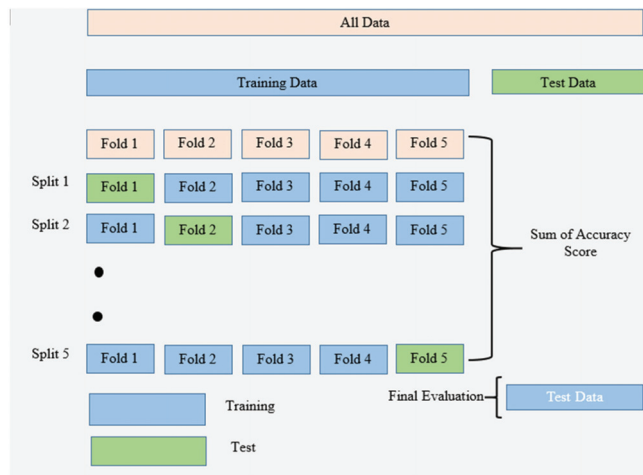 All Data
Training Data
Test Data
Fold 1 Fold 2 Fold 3 Fold 4 Fold 5
Split 1 Fold 1 Fold 2 Fold 3 Fold 4 Fold 5
Split 2 Fold 1 Fold 2 Fold 3 Fold 4 Fold 5
Sum of Accuracy
Score
Split 5 Fold 1 Fold 2 Fold 3 Fold 4 Fold 5
Final Evaluation Test Data
Training
Test